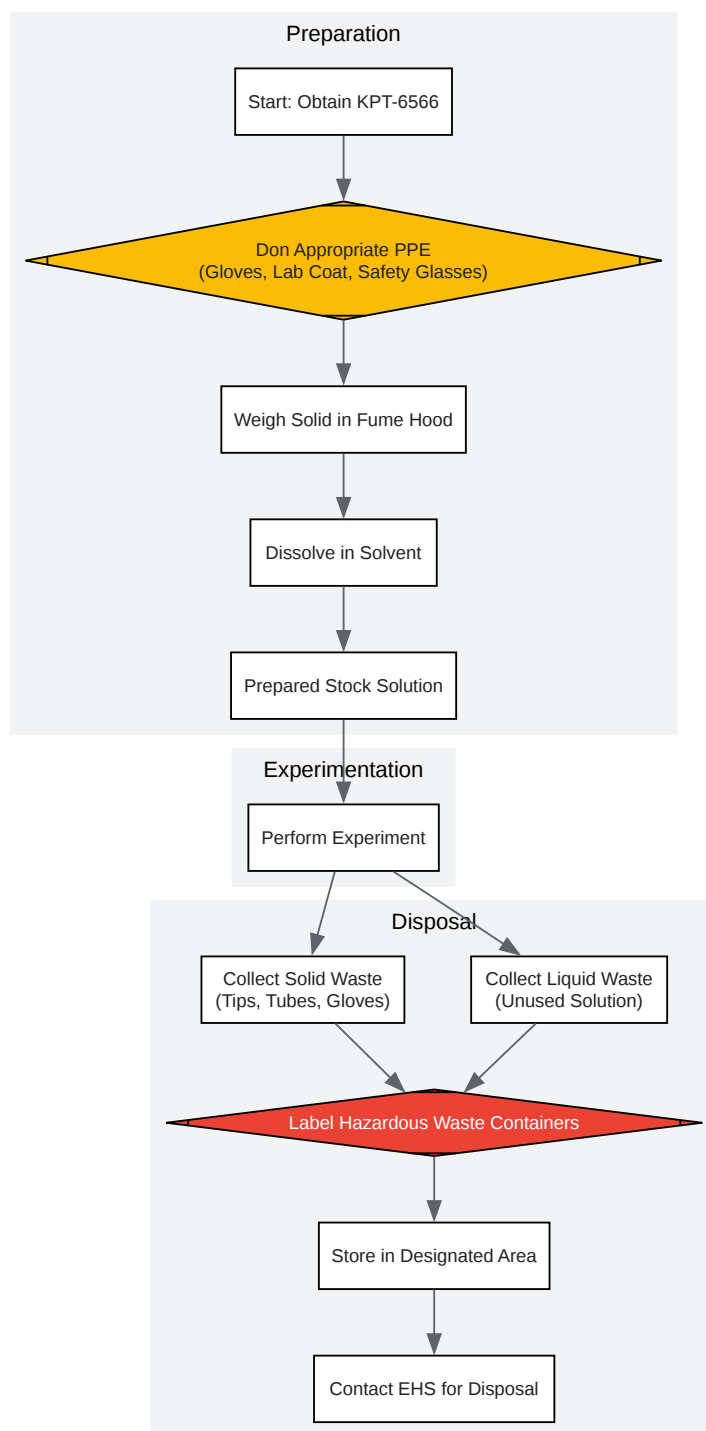 Preparation
Start: Obtain KPT-6566
Don Appropriate PPE
(Gloves, Lab Coat, Safety Glasses)
Weigh Solid in Fume Hood
Dissolve in Solvent
Prepared Stock Solution
Experimentation
Perform Experiment
Disposal
Collect Solid Waste
(Tips, Tubes, Gloves)
Collect Liquid Waste
(Unused Solution)
Label Hazardous Waste Containers
Store in Designated Area
Contact EHS for Disposal